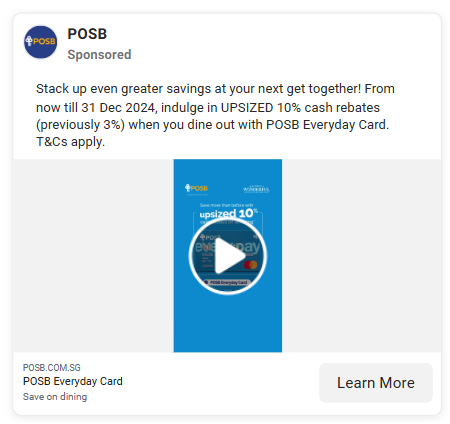 POSB
POSB
Sponsored
Stack up even greater savings at your next get together! From
now till 31 Dec 2024, indulge in UPSIZED 10% cash rebates
(previously 3%) when you dine out with POSB Everyday Card.
T&Cs apply.
POSB
Save more than before with
upsized 10%
POSB
POSB Everyday Card
POSB.COM.SG
POSB Everyday Card
Save on dining
Learn More